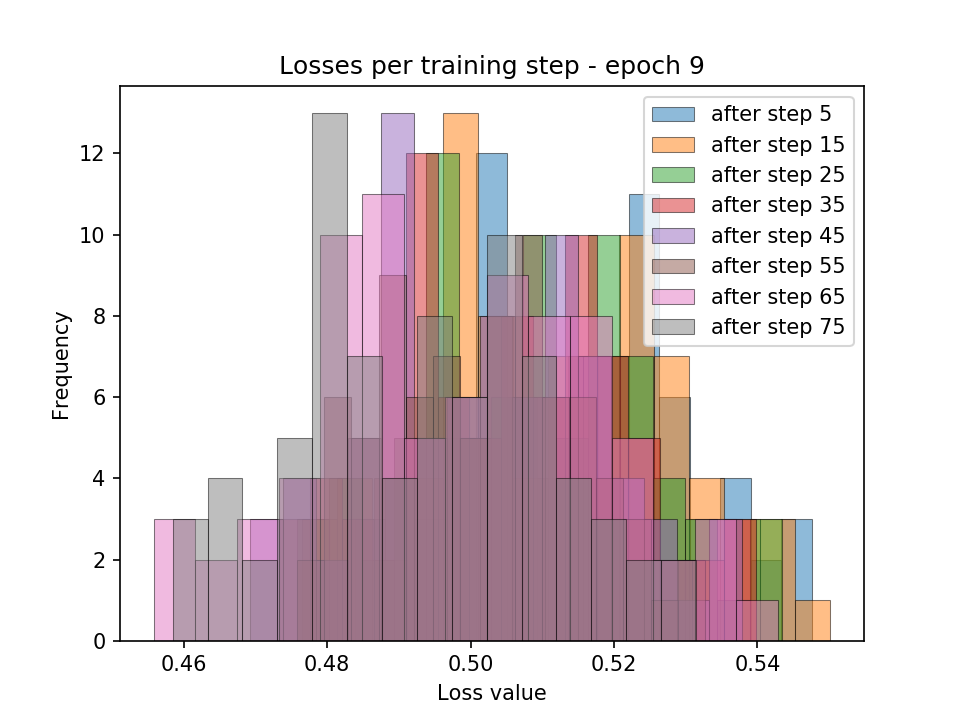 Losses per training step - epoch 9
after step 5
after step 15
after step 25
after step 35
after step 45
after step 55
after step 65
after step 75
Frequency
12
10
8
6
4
2
0
0.46 0.48 0.50 0.52 0.54
Loss value